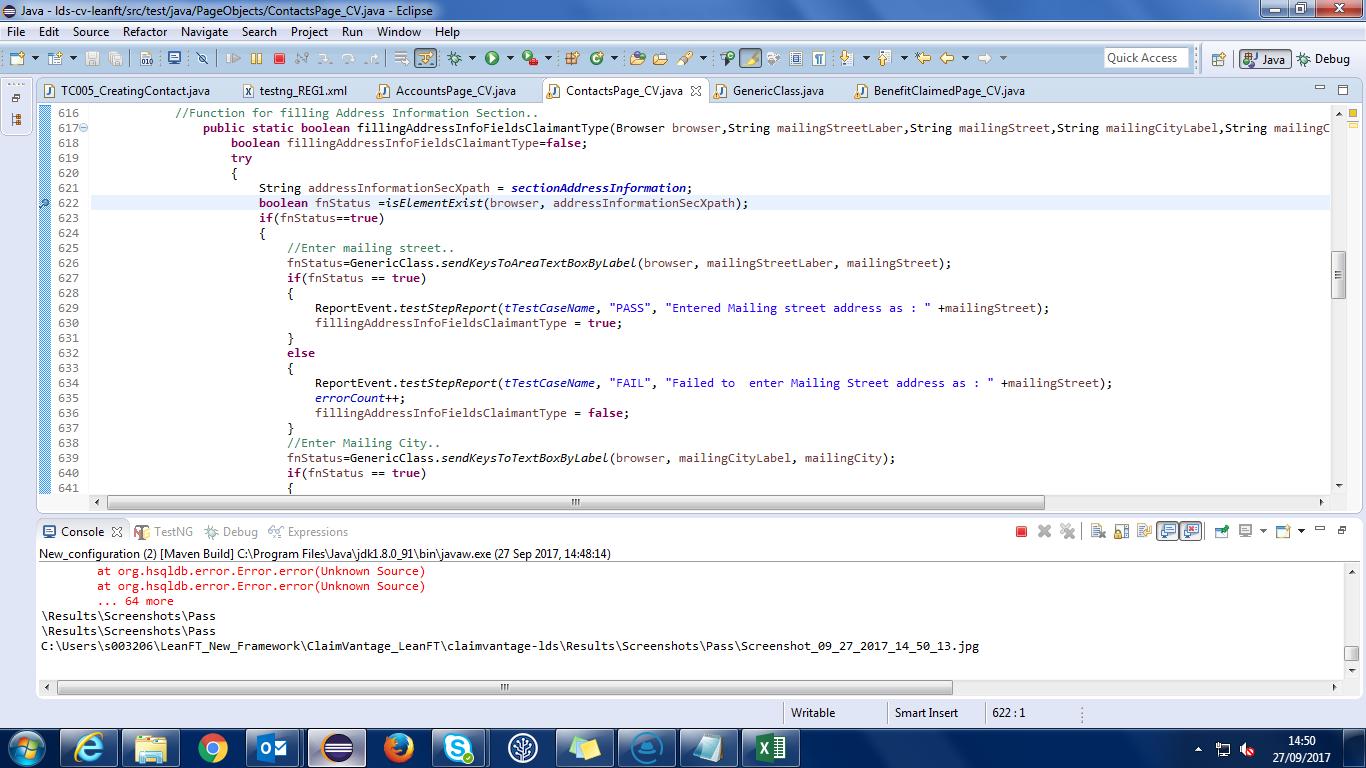 Java - lds-cv-leanft/src/test/java/PageObjects/ContactsPage_CV.java - Eclipse
File Edit Source Refactor Navigate Search Project Run Window Help
Quick Access Java Debug
TC005_CreatingContact.java testng_REG1.xml AccountsPage_CV.java ContactsPage_CV.java GenericClass.java BenefitClaimedPage_CV.java
616 //Function for filling Address Information Section..
617 public static boolean fillingAddressInfoFieldsClaimantType(Browser browser,String mailingStreetLaber,String mailingStreet,String mailingCityLabel,String mailingC
618 boolean fillingAddressInfoFieldsClaimantType=false;
619 try
620 {
621 String addressInformationSecXpath = sectionAddressInformation;
622 boolean fnStatus =isElementExist(browser, addressInformationSecXpath);
623 if(fnStatus==true)
624 {
625 //Enter mailing street..
626 fnStatus=GenericClass.sendKeysToAreaTextBoxByLabel(browser, mailingStreetLaber, mailingStreet);
627 if(fnStatus == true)
628 {
629 ReportEvent.testStepReport(tTestCaseName, "PASS", "Entered Mailing street address as : " +mailingStreet);
630 fillingAddressInfoFieldsClaimantType = true;
631 }
632 else
633 {
634 ReportEvent.testStepReport(tTestCaseName, "FAIL", "Failed to  enter Mailing Street address as : " +mailingStreet);
635 errorCount++;
636 fillingAddressInfoFieldsClaimantType = false;
637 }
638 //Enter Mailing City..
639 fnStatus=GenericClass.sendKeysToTextBoxByLabel(browser, mailingCityLabel, mailingCity);
640 if(fnStatus == true)
641 {
Console TestNG Debug Expressions
New_configuration (2) [Maven Build] C:\Program Files\Java\jdk1.8.0_91\bin\javaw.exe (27 Sep 2017, 14:48:14)
at org.hsqldb.error.Error.error(Unknown Source)
at org.hsqldb.error.Error.error(Unknown Source)
... 64 more
\Results\Screenshots\Pass
\Results\Screenshots\Pass
C:\Users\s003206\LeanFT_New_Framework\ClaimVantage_LeanFT\claimvantage-lds\Results\Screenshots\Pass\Screenshot_09_27_2017_14_50_13.jpg
Writable Smart Insert 622 : 1
14:50
27/09/2017